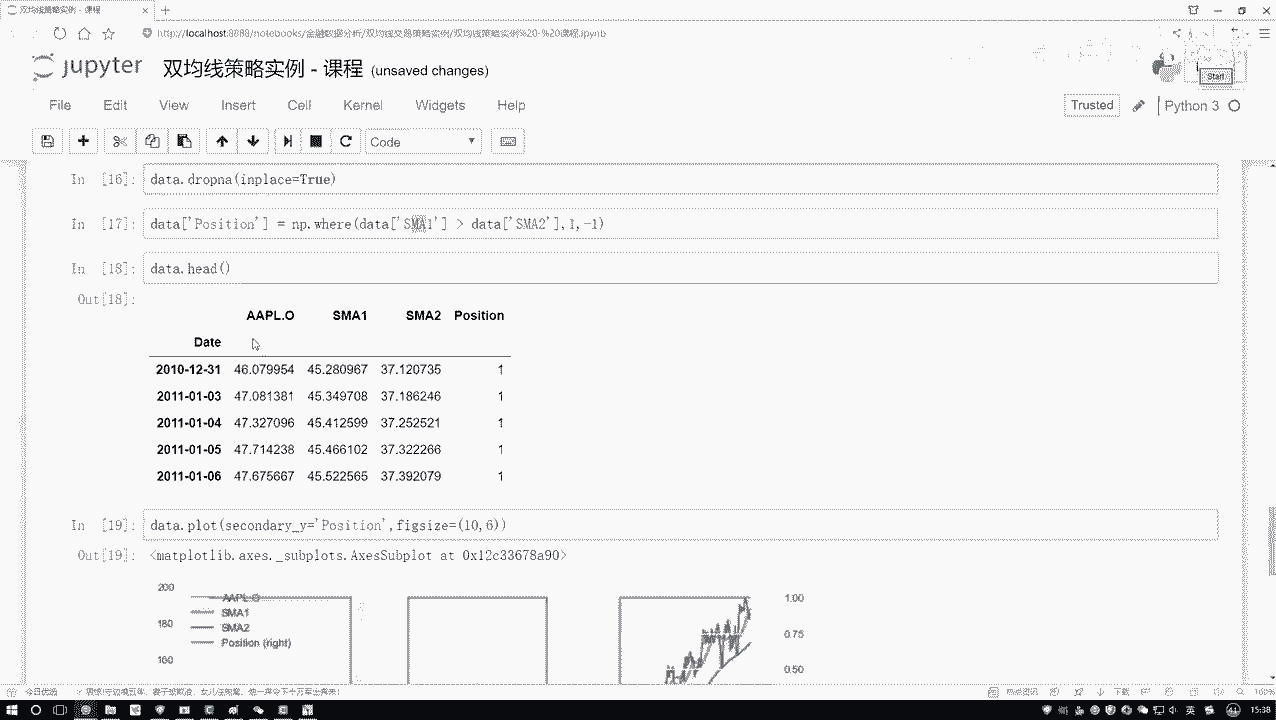 双均线策略实例 - 课程
http://localhost:8888/notebooks/金融数据分析/双均线交易策略实例/双均线策略实例%20-%20课程.ipynb
jupyter 双均线策略实例 - 课程 (unsaved changes)
Start
File Edit View Insert Cell Kernel Widgets Help
Trusted Python 3
Code
In [16]: data.dropna(inplace=True)
In [17]: data['Position'] = np.where(data['SMA1'] > data['SMA2'],1,-1)
In [18]: data.head()
Out[18]:
AAPL.O SMA1 SMA2 Position
Date
2010-12-31 46.079954 45.280967 37.120735 1
2011-01-03 47.081381 45.349708 37.186246 1
2011-01-04 47.327096 45.412599 37.252521 1
2011-01-05 47.714238 45.466102 37.322266 1
2011-01-06 47.675667 45.522565 37.392079 1
In [19]: data.plot(secondary_y='Position',figsize=(10,6))
Out[19]: <matplotlib.axes._subplots.AxesSubplot at 0x12c33678a90>
200
180
160
AAPL.O
SMA1
SMA2
Position (right)
1.00
0.75
0.50
今日优选
热点资讯
下载
100%
英
15:38